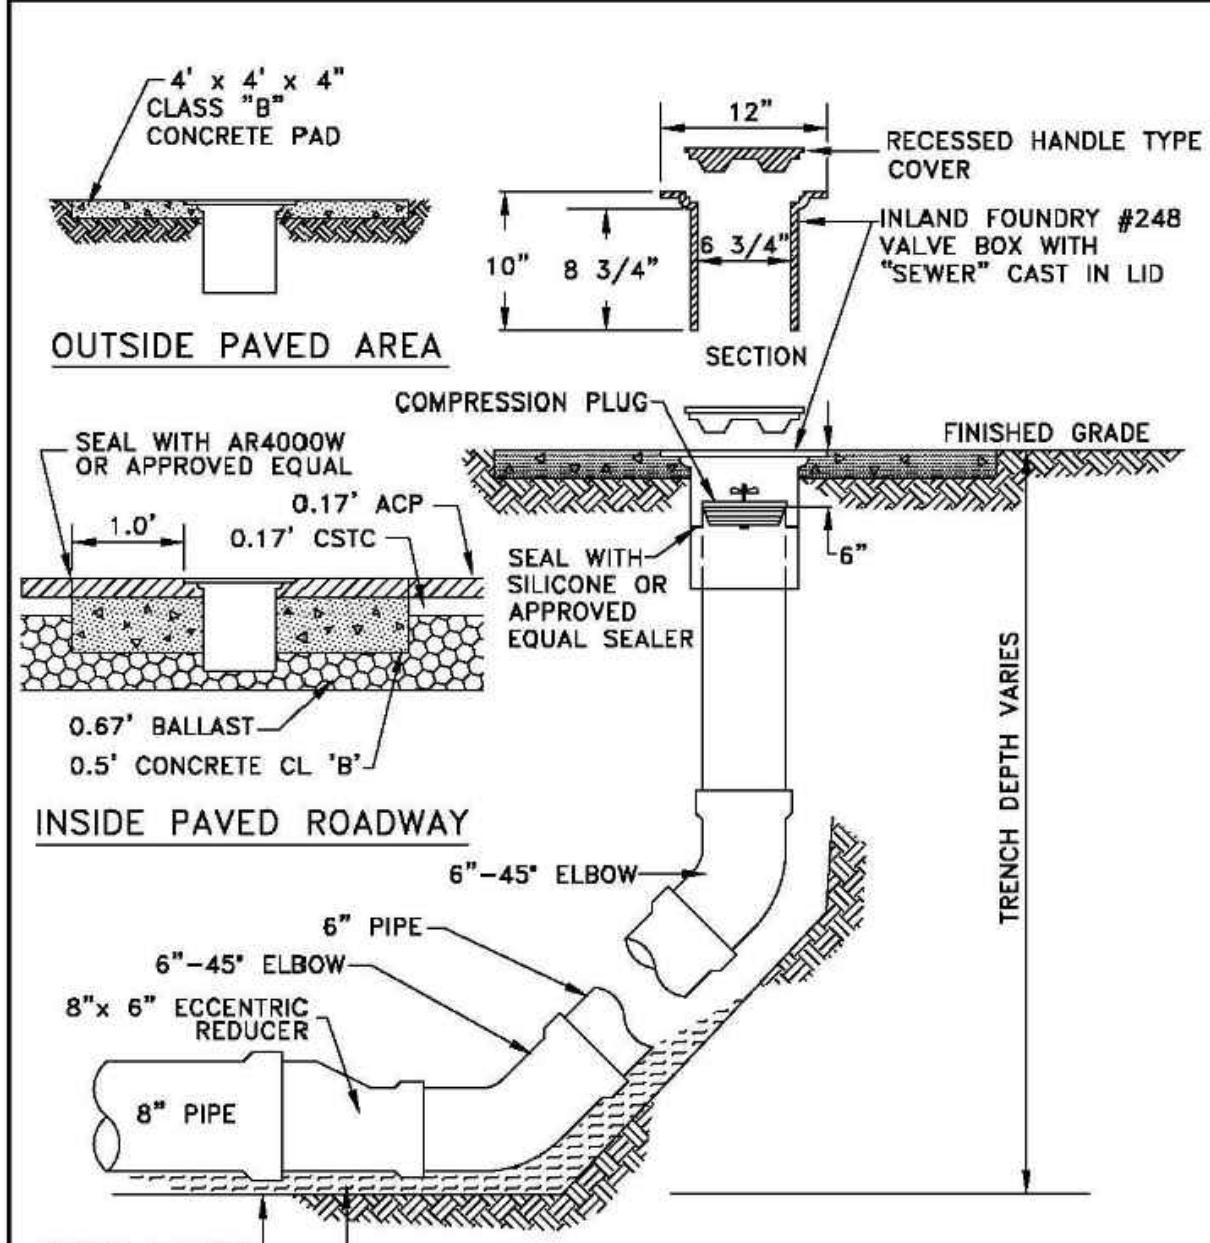 4' x 4' x 4"
CLASS "B"
CONCRETE PAD
OUTSIDE PAVED AREA
12"
RECESSED HANDLE TYPE
COVER
INLAND FOUNDRY #248
VALVE BOX WITH
"SEWER" CAST IN LID
6 3/4"
10"
8 3/4"
SECTION
COMPRESSION PLUG
FINISHED GRADE
SEAL WITH AR4000W
OR APPROVED EQUAL
0.17' ACP
1.0'
0.17' CSTC
SEAL WITH
SILICONE OR
APPROVED
EQUAL SEALER
6"
0.67' BALLAST
0.5' CONCRETE CL 'B'
INSIDE PAVED ROADWAY
TRENCH DEPTH VARIES
6"-45° ELBOW
6" PIPE
6"-45° ELBOW
8"x 6" ECCENTRIC
REDUCER
8" PIPE